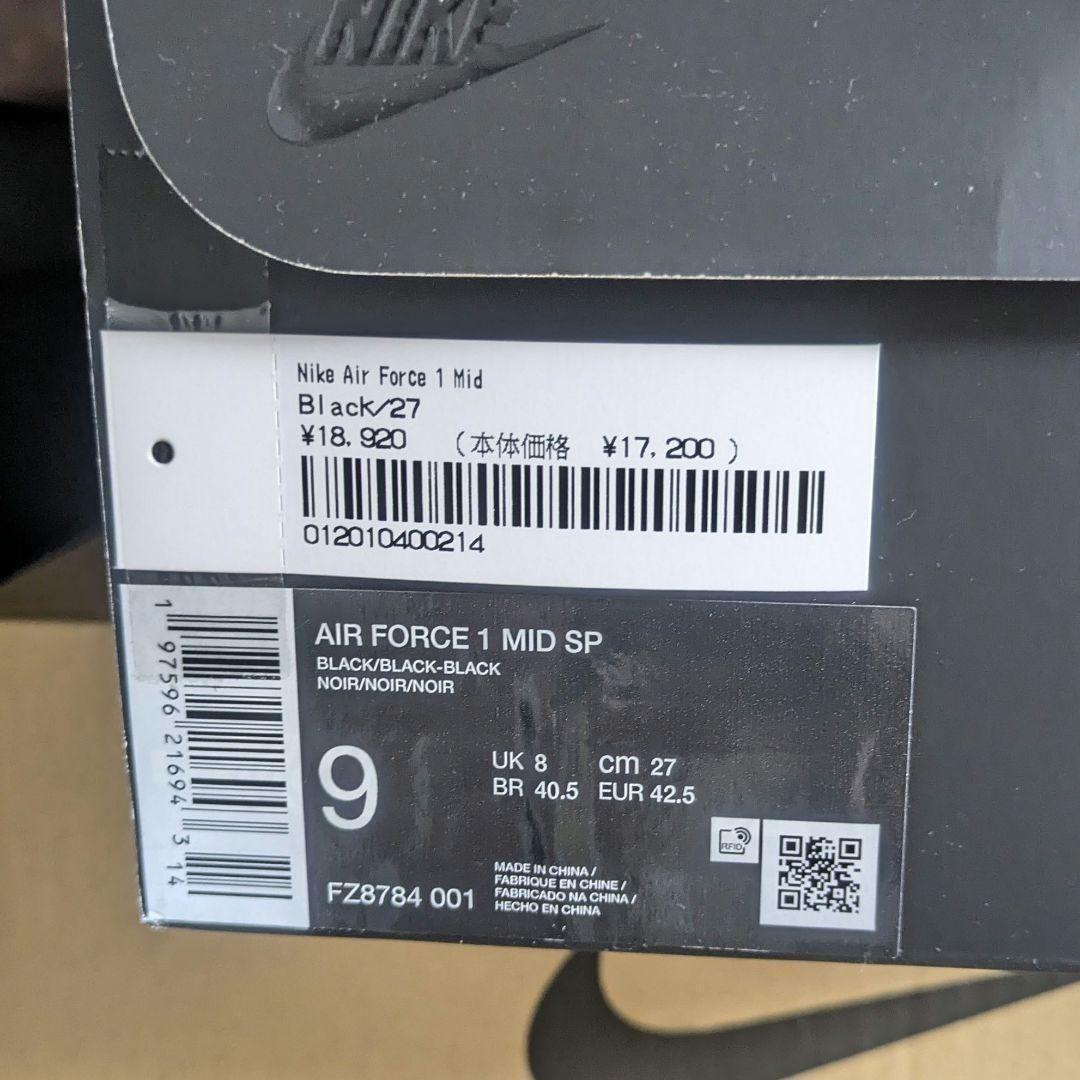 NIKE
Nike Air Force 1 Mid
Black/27
¥18,920 (本体価格 ¥17,200 )
012010400214
1 97596 21694 3 14
AIR FORCE 1 MID SP
BLACK/BLACK-BLACK
NOIR/NOIR/NOIR
9
UK 8 cm 27
BR 40.5 EUR 42.5
RFID
FZ8784 001
MADE IN CHINA /
FABRIQUE EN CHINE /
FABRICADO NA CHINA /
HECHO EN CHINA